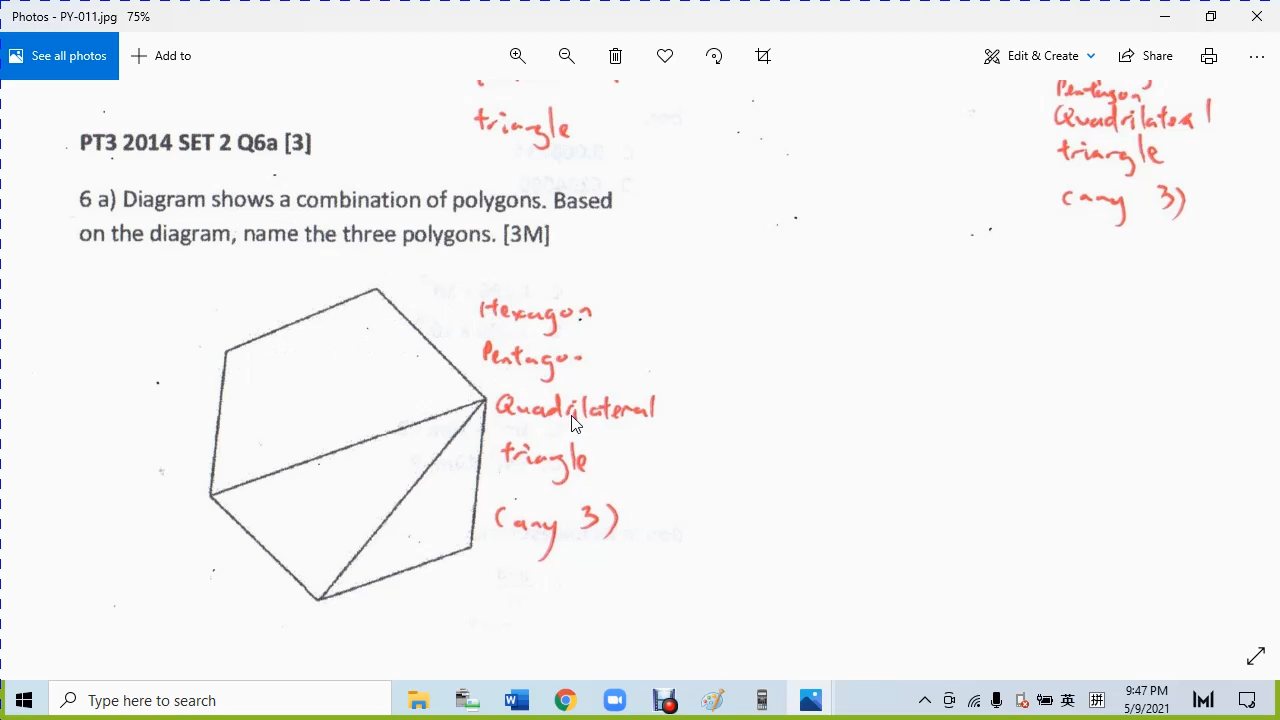 Photos - PY-011.jpg 75%
See all photos
Add to
Edit & Create
Share
triangle
Pentagon
Quadrilateral
triangle
(any 3)
PT3 2014 SET 2 Q6a [3]
6 a) Diagram shows a combination of polygons. Based
on the diagram, name the three polygons. [3M]
Hexagon
Pentagon
Quadrilateral
triangle
(any 3)
Type here to search
英
拼
9:47 PM
5/9/2021